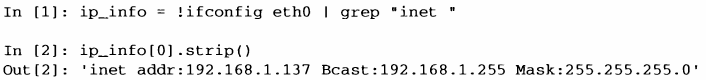 In [1]: ip_info = !ifconfig eth0 | grep "inet "
In [2]: ip_info[0].strip()
Out[2]: 'inet addr:192.168.1.137 Bcast:192.168.1.255 Mask:255.255.255.0'